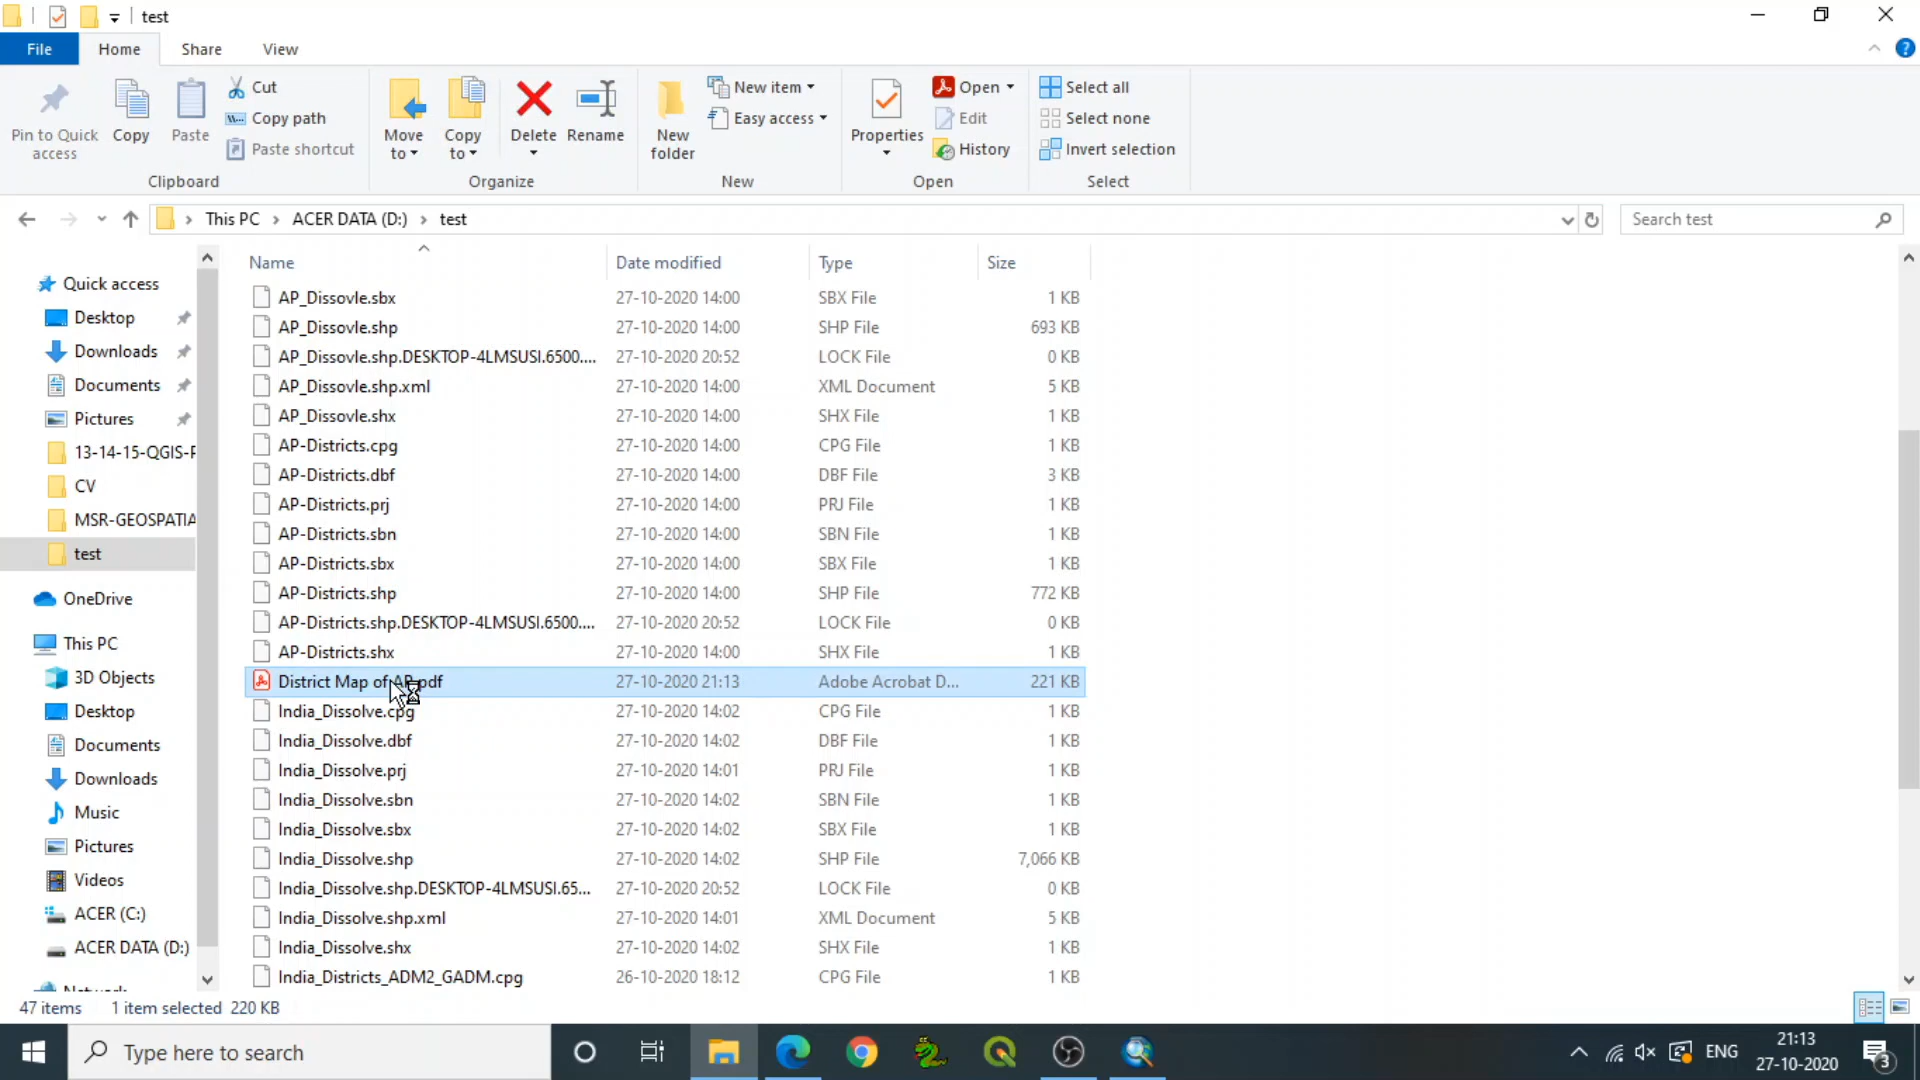 test
File
Home
Share
View
Pin to Quick access
Copy
Paste
Cut
Copy path
Paste shortcut
Clipboard
Move to
Copy to
Delete
Rename
Organize
New folder
New item
Easy access
New
Properties
Open
Edit
History
Open
Select all
Select none
Invert selection
Select
This PC
ACER DATA (D:)
test
Search test
Quick access
Desktop
Downloads
Documents
Pictures
13-14-15-QGIS-F
CV
MSR-GEOSPATIA
test
OneDrive
This PC
3D Objects
Desktop
Documents
Downloads
Music
Pictures
Videos
ACER (C:)
ACER DATA (D:)
Name Date modified Type Size
AP_Dissovle.sbx 27-10-2020 14:00 SBX File 1 KB
AP_Dissovle.shp 27-10-2020 14:00 SHP File 693 KB
AP_Dissovle.shp.DESKTOP-4LMSUSI.6500.... 27-10-2020 20:52 LOCK File 0 KB
AP_Dissovle.shp.xml 27-10-2020 14:00 XML Document 5 KB
AP_Dissovle.shx 27-10-2020 14:00 SHX File 1 KB
AP-Districts.cpg 27-10-2020 14:00 CPG File 1 KB
AP-Districts.dbf 27-10-2020 14:00 DBF File 3 KB
AP-Districts.prj 27-10-2020 14:00 PRJ File 1 KB
AP-Districts.sbn 27-10-2020 14:00 SBN File 1 KB
AP-Districts.sbx 27-10-2020 14:00 SBX File 1 KB
AP-Districts.shp 27-10-2020 14:00 SHP File 772 KB
AP-Districts.shp.DESKTOP-4LMSUSI.6500.... 27-10-2020 20:52 LOCK File 0 KB
AP-Districts.shx 27-10-2020 14:00 SHX File 1 KB
District Map of AP.pdf 27-10-2020 21:13 Adobe Acrobat D... 221 KB
India_Dissolve.cpg 27-10-2020 14:02 CPG File 1 KB
India_Dissolve.dbf 27-10-2020 14:02 DBF File 1 KB
India_Dissolve.prj 27-10-2020 14:01 PRJ File 1 KB
India_Dissolve.sbn 27-10-2020 14:02 SBN File 1 KB
India_Dissolve.sbx 27-10-2020 14:02 SBX File 1 KB
India_Dissolve.shp 27-10-2020 14:02 SHP File 7,066 KB
India_Dissolve.shp.DESKTOP-4LMSUSI.65... 27-10-2020 20:52 LOCK File 0 KB
India_Dissolve.shp.xml 27-10-2020 14:01 XML Document 5 KB
India_Dissolve.shx 27-10-2020 14:02 SHX File 1 KB
India_Districts_ADM2_GADM.cpg 26-10-2020 18:12 CPG File 1 KB
47 items 1 item selected 220 KB
Type here to search
ENG
21:13
27-10-2020
3